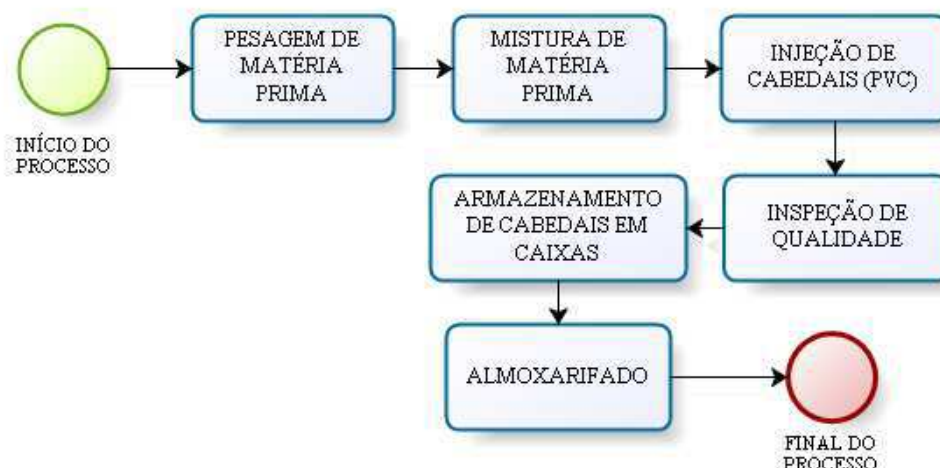 INÍCIO DO
PROCESSO
PESAGEM DE
MATÉRIA
PRIMA
MISTURA DE
MATÉRIA
PRIMA
INJEÇÃO DE
CABEDAIS (PVC)
INSPEÇÃO DE
QUALIDADE
ARMAZENAMENTO
DE CABEDAIS EM
CAIXAS
ALMOXARIFADO
FINAL DO
PROCESSO